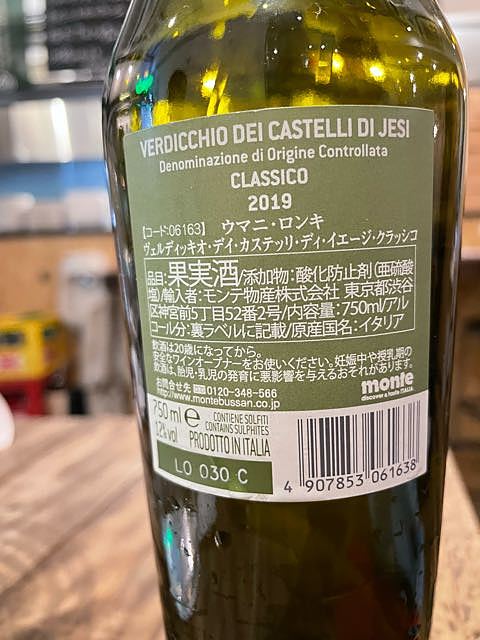 VERDICCHIO DEI CASTELLI DI JESI
Denominazione di Origine Controllata
CLASSICO
2019
【コード:06163】 ウマニ・ロンキ
ヴェルディッキオ・デイ・カステッリ・ディ・イエージ・クラッシコ
品目:果実酒/添加物:酸化防止剤(亜硫酸
塩)/輸入者:モンテ物産株式会社 東京都渋谷
区神宮前5丁目52番2号/内容量:750ml/アル
コール分:裏ラベルに記載/原産国名:イタリア
飲酒は20歳になってから。
安全なワインオープナーをお使いください。妊娠中や授乳期の
飲酒は、胎児・乳児の発育に悪影響を与えるおそれがあります。
お問合せ先 0120-348-566
http://www.montebussan.co.jp
monte
discover a taste ITALIA.
750 ml e
12% vol
CONTIENE SOLFITI
CONTAINS SULPHITES
PRODOTTO IN ITALIA
LO 030 C
4 907853 061638